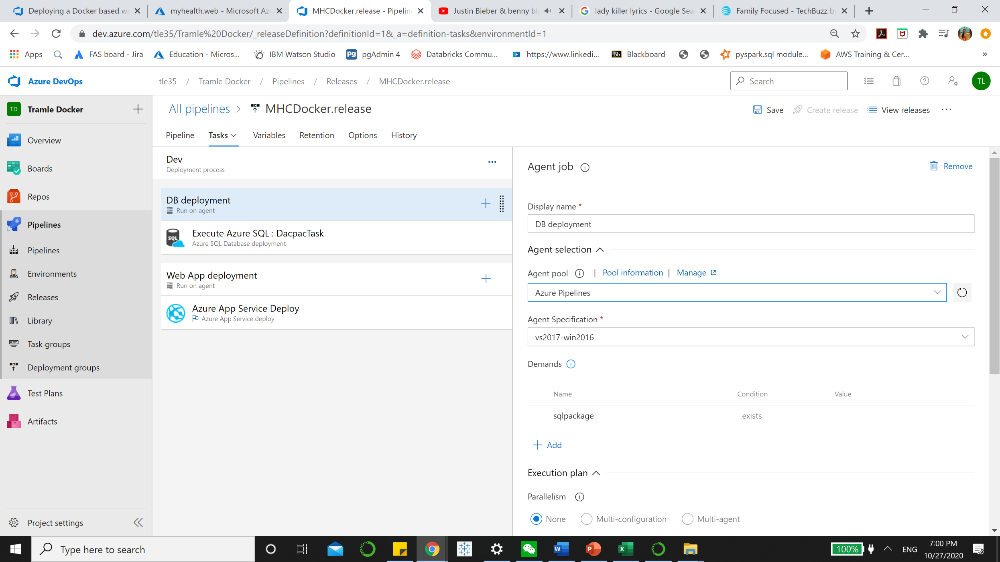 Deploying a Docker based we
myhealth.web - Microsoft Az
MHCDocker.release - Pipelin
Justin Bieber & benny bl
lady killer lyrics - Google Sea
Family Focused - TechBuzz by
dev.azure.com/tle35/Tramle%20Docker/_releaseDefinition?definitionId=1&_a=definition-tasks&environmentId=1
Apps
FAS board - Jira
Education - Micros...
IBM Watson Studio
pg
pgAdmin 4
Databricks Commu...
https://www.linkedi...
Bb
Blackboard
pyspark.sql module...
AWS Training & Cer...
»
Azure DevOps
tle35 / Tramle Docker / Pipelines / Releases / MHCDocker.release
Search
TL
TD
Tramle Docker
Overview
Boards
Repos
Pipelines
Pipelines
Environments
Releases
Library
Task groups
Deployment groups
Test Plans
Artifacts
Project settings
All pipelines > MHCDocker.release
Save
Create release
View releases
...
Pipeline
Tasks
Variables
Retention
Options
History
Dev
Deployment process
...
DB deployment
Run on agent
SQL
Execute Azure SQL : DacpacTask
Azure SQL Database deployment
Web App deployment
Run on agent
Azure App Service Deploy
Azure App Service deploy
Agent job
Remove
Display name *
DB deployment
Agent selection
Agent pool | Pool information | Manage
Azure Pipelines
Agent Specification *
vs2017-win2016
Demands
Name Condition Value
sqlpackage exists
+ Add
Execution plan
Parallelism
None Multi-configuration Multi-agent
Type here to search
W
P
X
100%
ENG
7:00 PM
10/27/2020